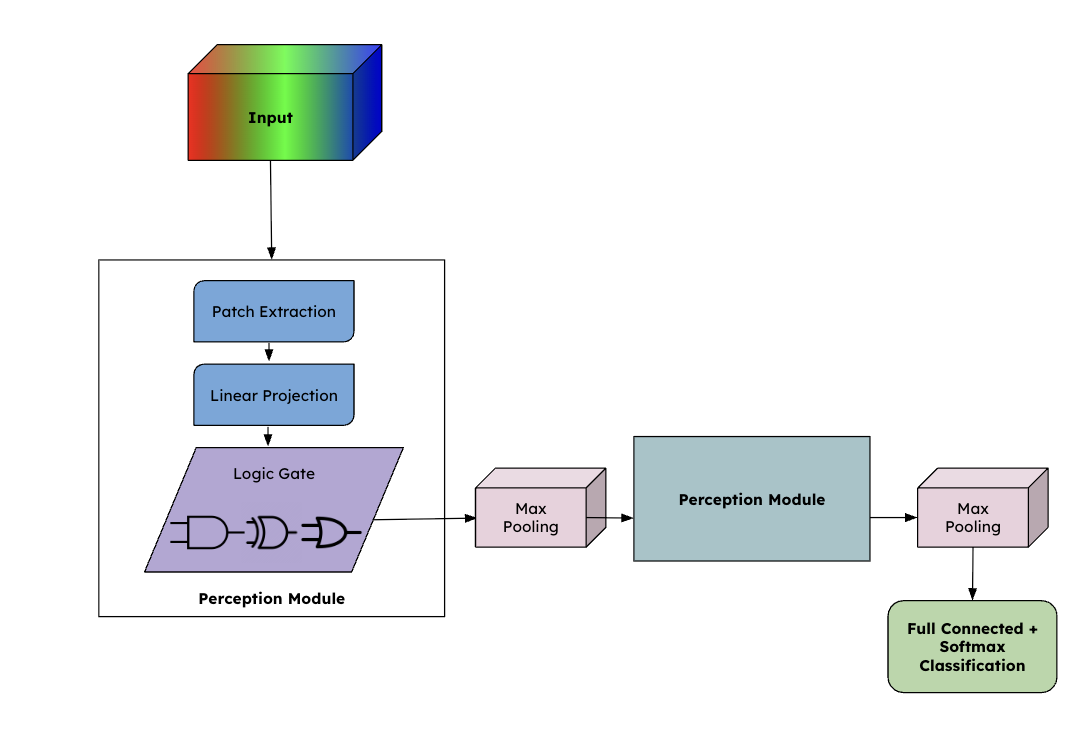 Input
Patch Extraction
Linear Projection
Logic Gate
Perception Module
Max
Pooling
Perception Module
Max
Pooling
Full Connected +
Softmax
Classification